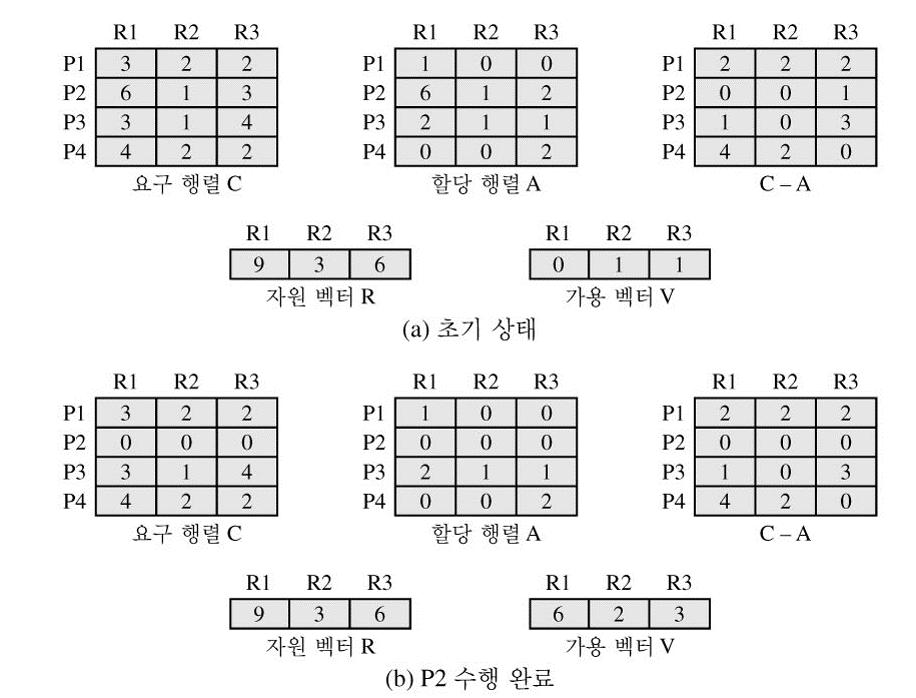 R1 R2 R3 R1 R2 R3 R1 R2 R3
P1 3 2 2 P1 1 0 0 P1 2 2 2
P2 6 1 3 P2 6 1 2 P2 0 0 1
P3 3 1 4 P3 2 1 1 P3 1 0 3
P4 4 2 2 P4 0 0 2 P4 4 2 0
요구 행렬 C 할당 행렬 A C – A
R1 R2 R3 R1 R2 R3
9 3 6 0 1 1
자원 벡터 R 가용 벡터 V
(a) 초기 상태
R1 R2 R3 R1 R2 R3 R1 R2 R3
P1 3 2 2 P1 1 0 0 P1 2 2 2
P2 0 0 0 P2 0 0 0 P2 0 0 0
P3 3 1 4 P3 2 1 1 P3 1 0 3
P4 4 2 2 P4 0 0 2 P4 4 2 0
요구 행렬 C 할당 행렬 A C – A
R1 R2 R3 R1 R2 R3
9 3 6 6 2 3
자원 벡터 R 가용 벡터 V
(b) P2 수행 완료